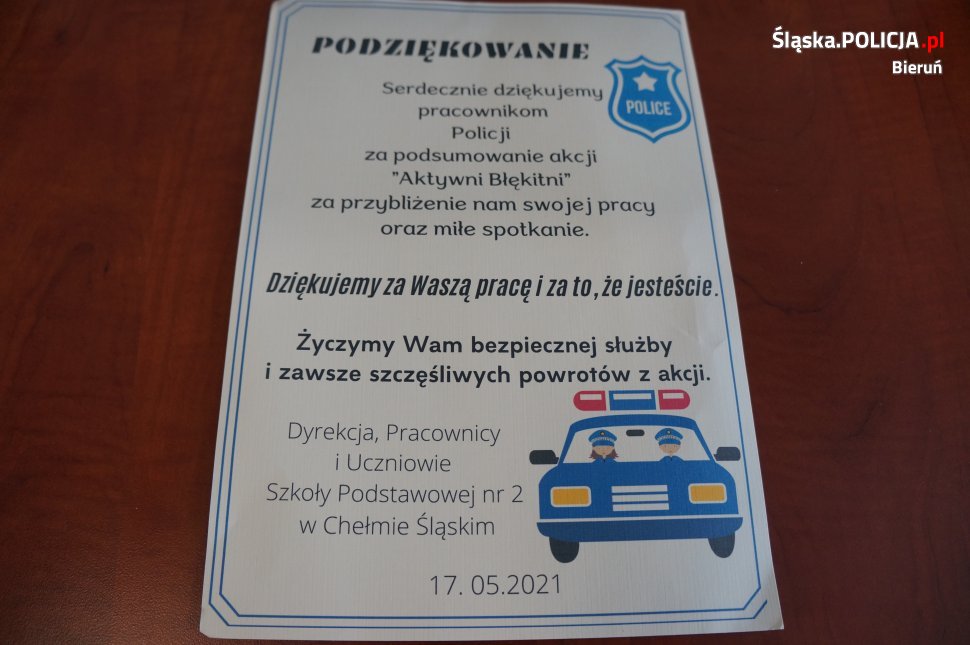 Śląska.POLICJA.pl
Bieruń
PODZIĘKOWANIE
Serdecznie dziękujemy
pracownikom
Policji
za podsumowanie akcji
"Aktywni Błękitni"
za przybliżenie nam swojej pracy
oraz miłe spotkanie.
POLICE
Dziękujemy za Waszą pracę i za to, że jesteście.
Życzymy Wam bezpiecznej służby
i zawsze szczęśliwych powrotów z akcji.
Dyrekcja, Pracownicy
i Uczniowie
Szkoły Podstawowej nr 2
w Chełmie Śląskim
17. 05.2021